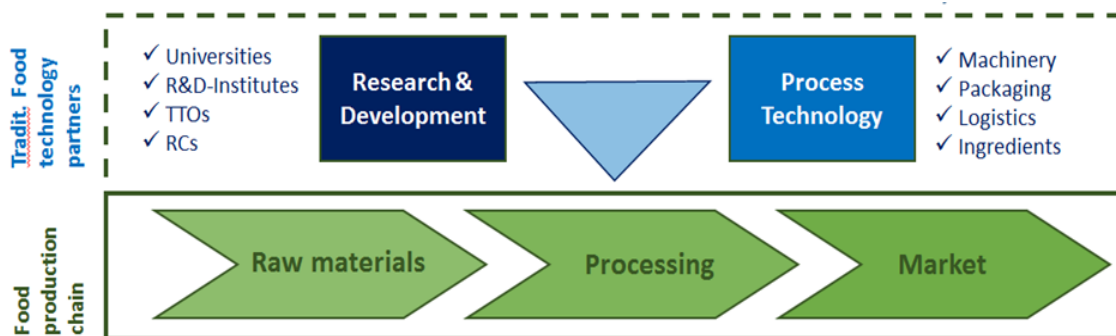 Tradit. Food
technology
partners
✓ Universities
✓ R&D-Institutes
✓ TTOs
✓ RCs
Research &
Development
Process
Technology
✓ Machinery
✓ Packaging
✓ Logistics
✓ Ingredients
Food
production
chain
Raw materials
Processing
Market